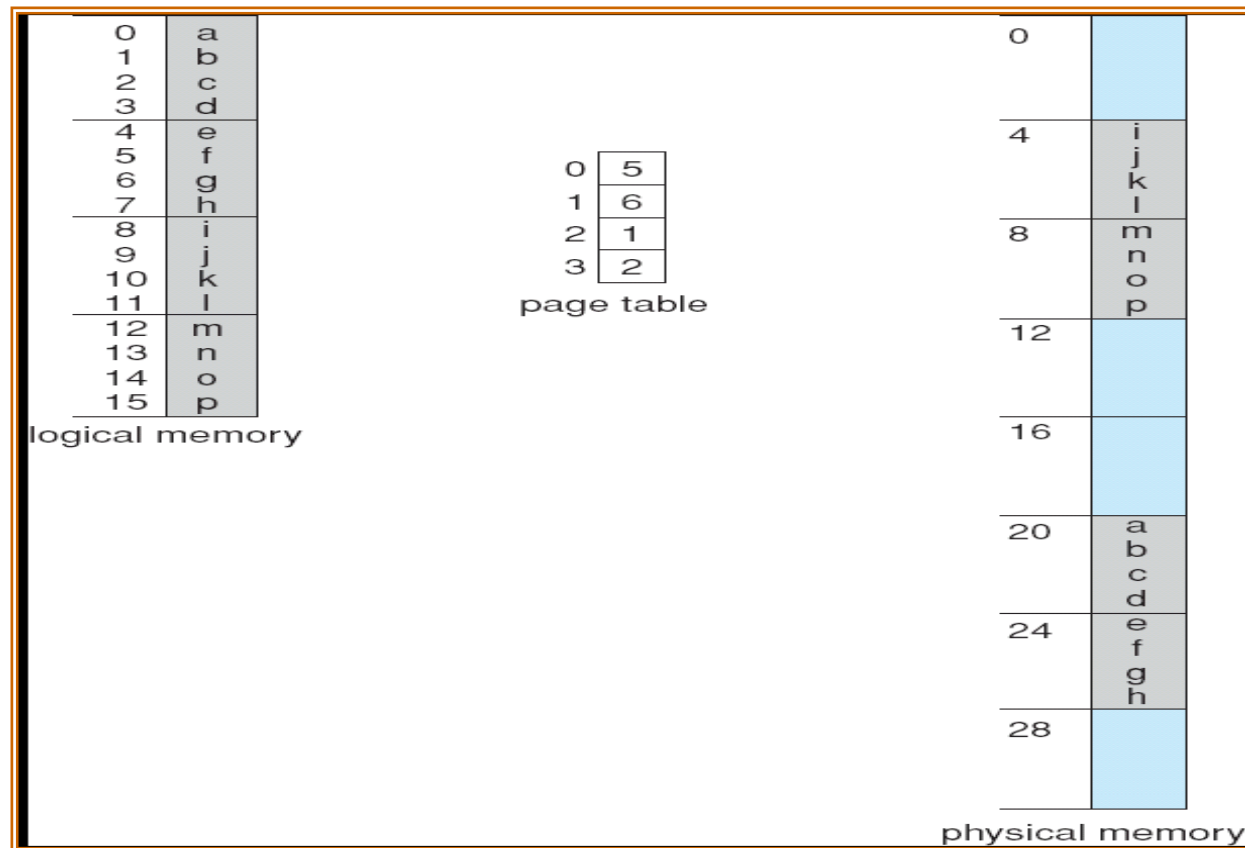 0 a
1 b
2 c
3 d
4 e
5 f
6 g
7 h
8 i
9 j
10 k
11 l
12 m
13 n
14 o
15 p
logical memory
0 5
1 6
2 1
3 2
page table
0
4 i
j
k
l
8 m
n
o
p
12
16
20 a
b
c
d
24 e
f
g
h
28
physical memory